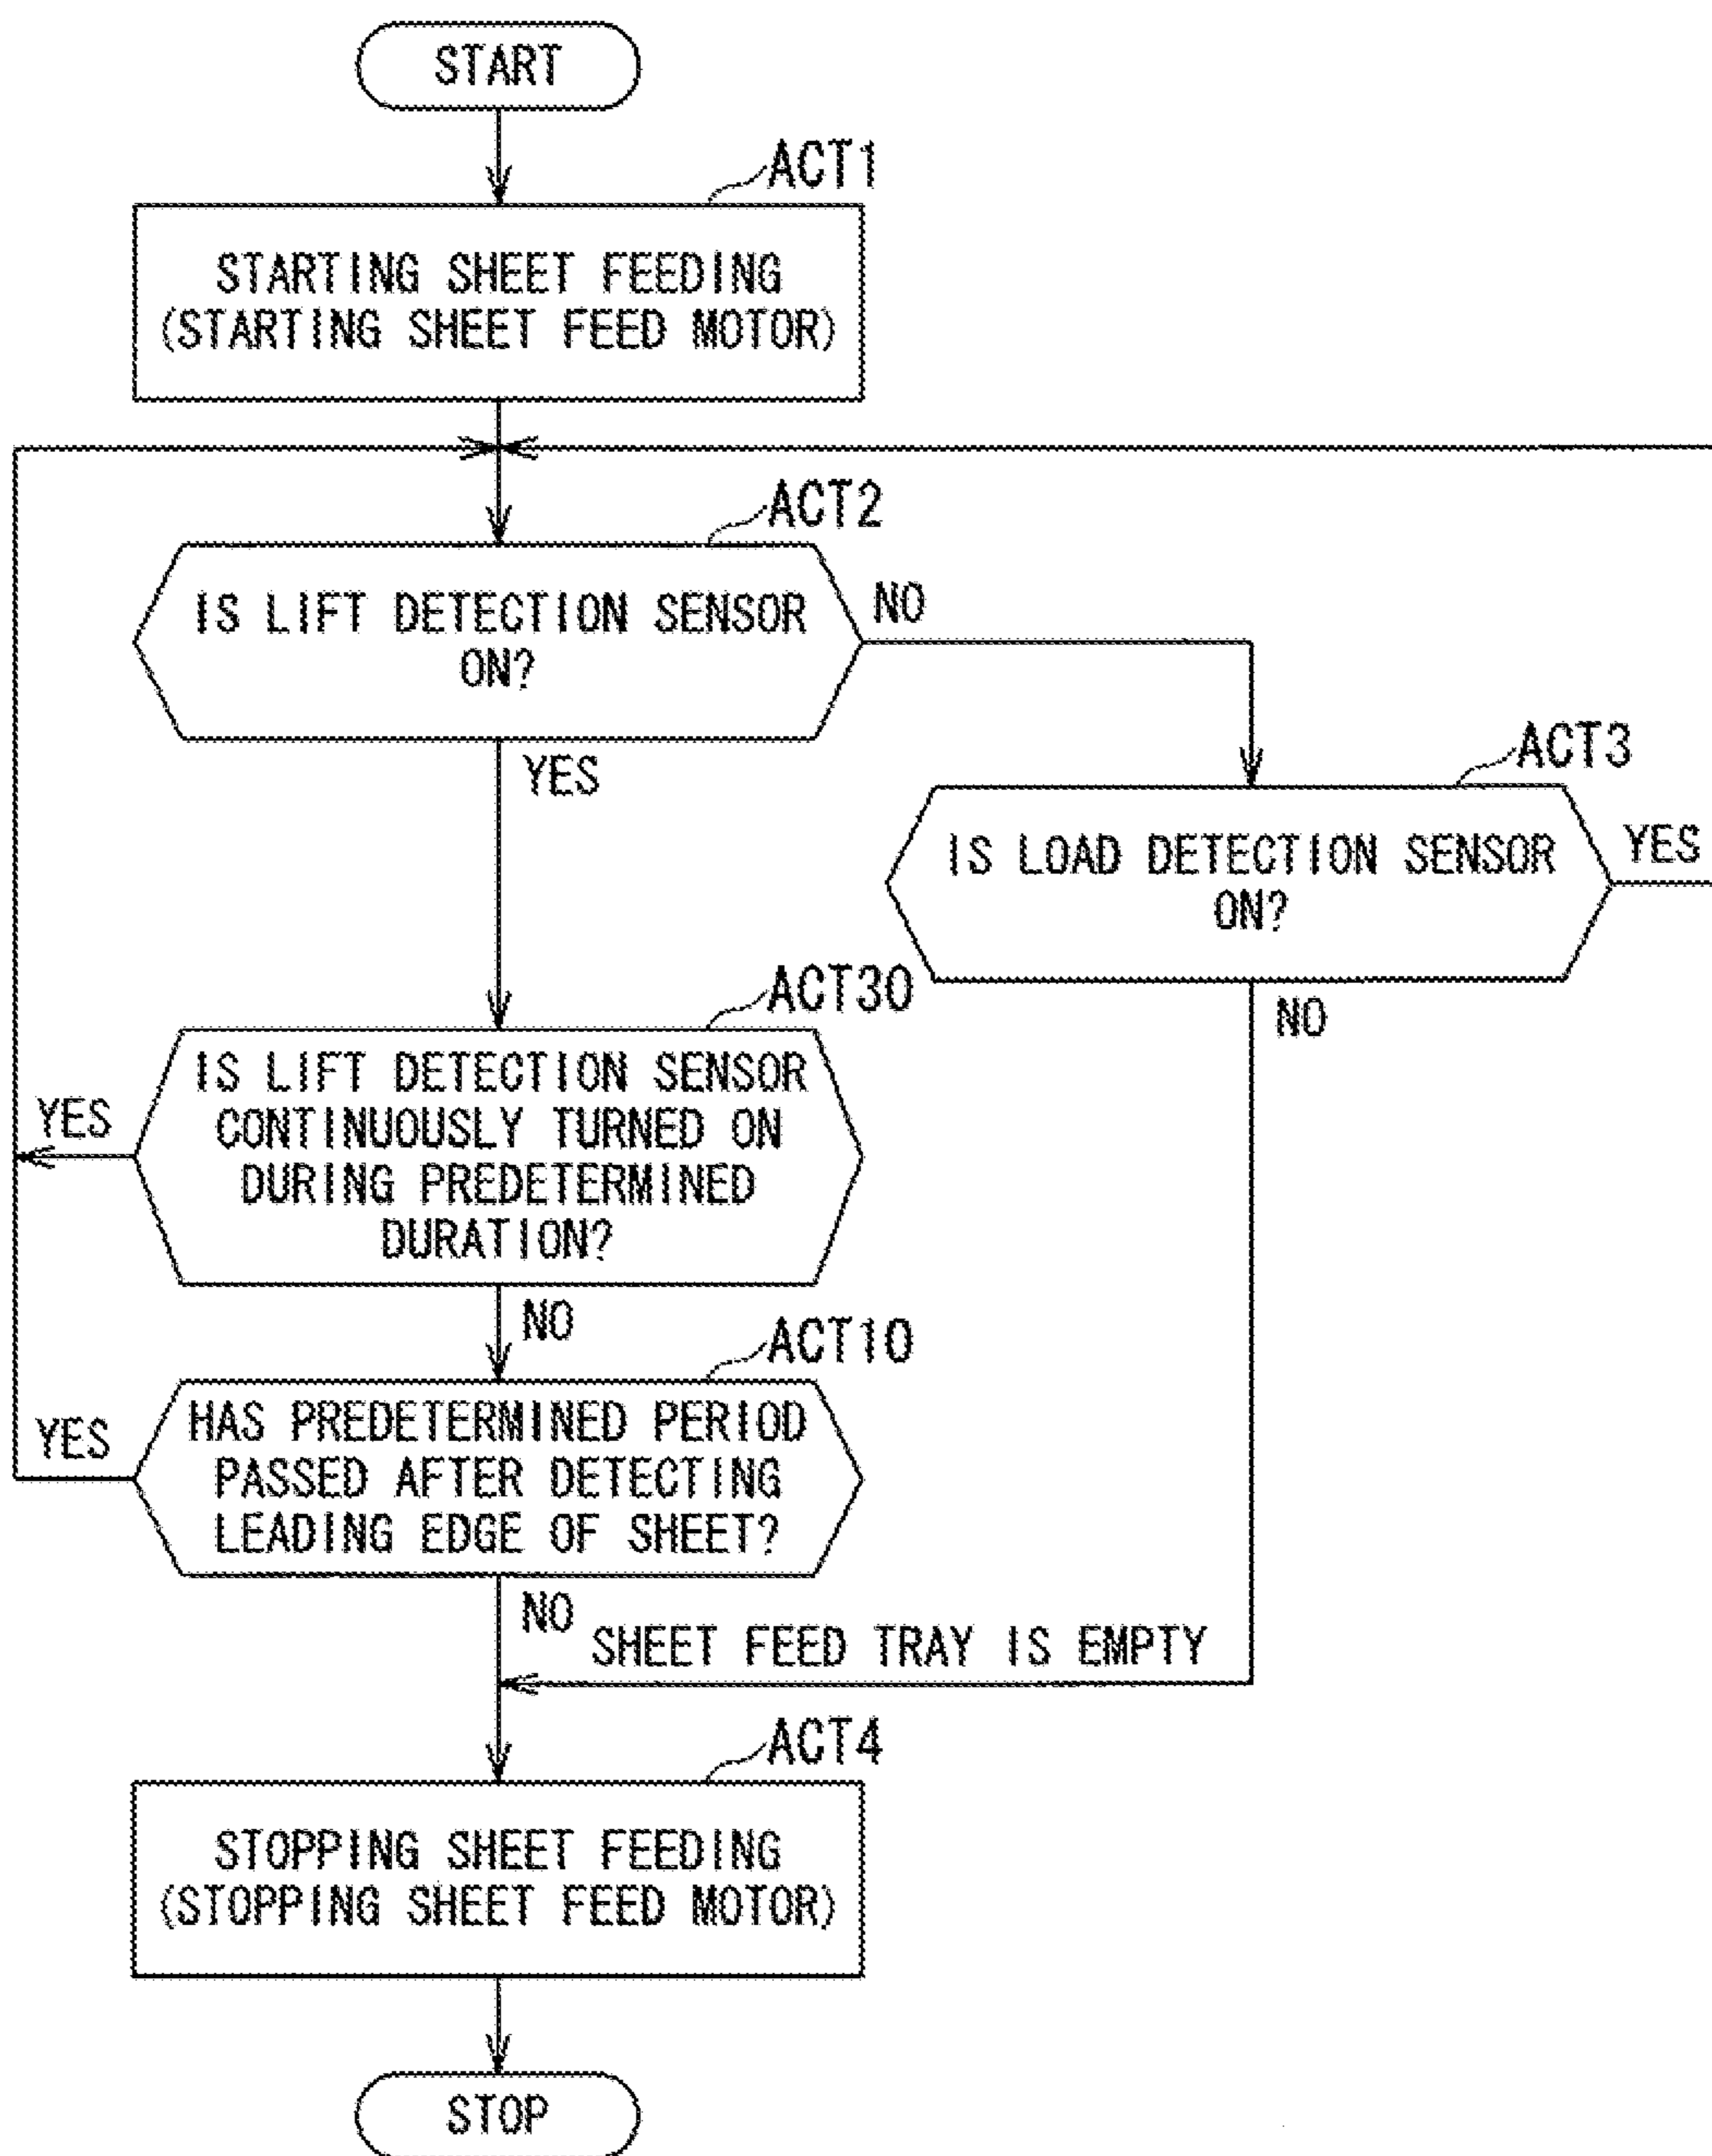 START
ACT1
STARTING SHEET FEEDING
(STARTING SHEET FEED MOTOR)
ACT2
IS LIFT DETECTION SENSOR
ON?
NO
YES
ACT3
IS LOAD DETECTION SENSOR
ON?
YES
NO
ACT30
IS LIFT DETECTION SENSOR
CONTINUOUSLY TURNED ON
DURING PREDETERMINED
DURATION?
YES
NO
ACT10
HAS PREDETERMINED PERIOD
PASSED AFTER DETECTING
LEADING EDGE OF SHEET?
YES
NO
SHEET FEED TRAY IS EMPTY
ACT4
STOPPING SHEET FEEDING
(STOPPING SHEET FEED MOTOR)
STOP